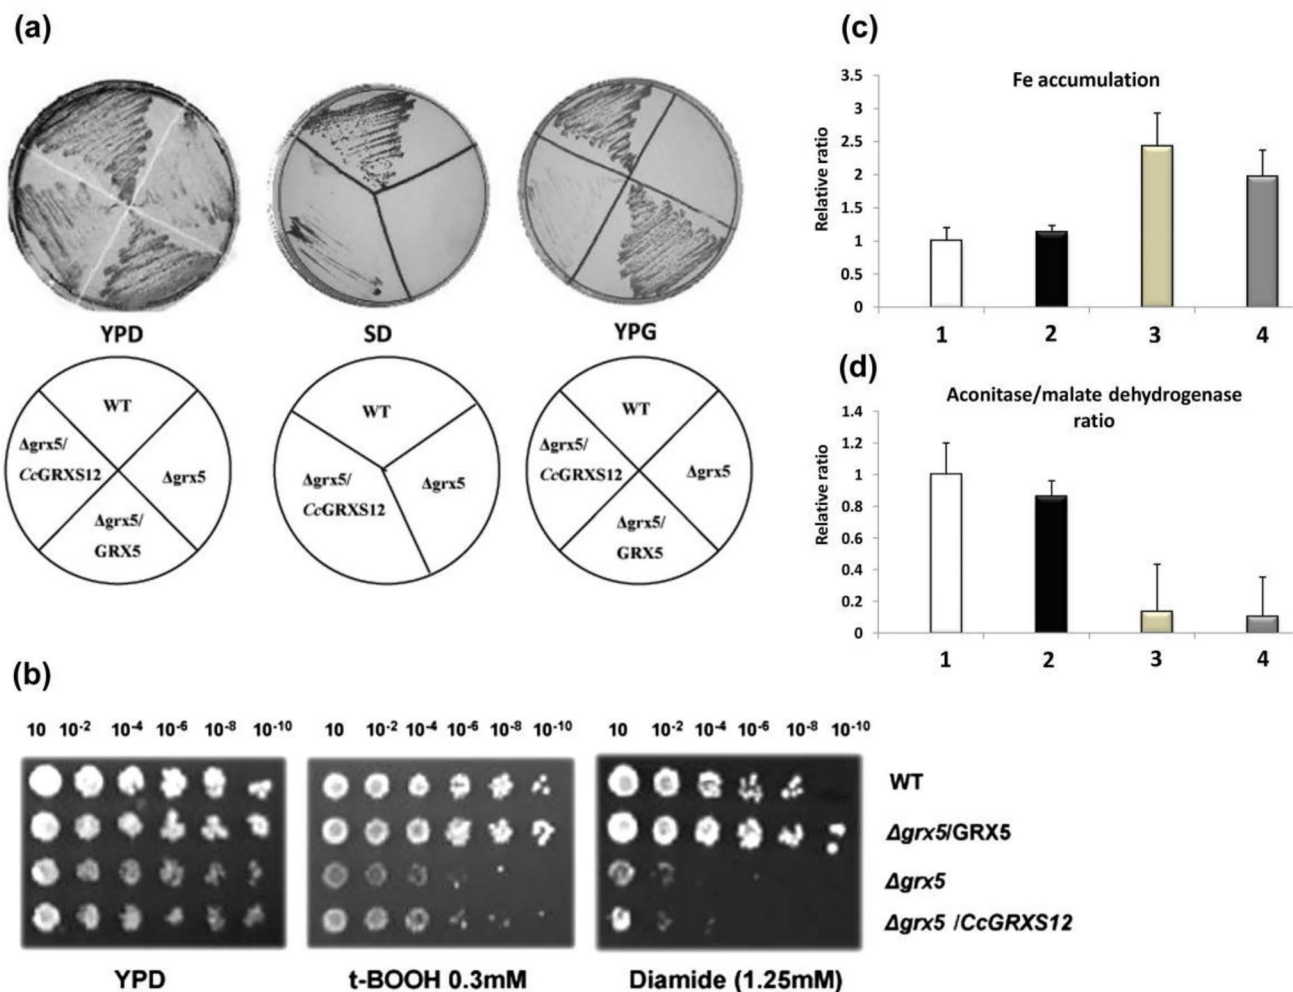 (a)
YPD
SD
YPG
WT
Δgrx5/
CcGRXS12
Δgrx5
Δgrx5/
GRX5
WT
Δgrx5/
CcGRXS12
Δgrx5
WT
Δgrx5/
CcGRXS12
Δgrx5
Δgrx5/
GRX5
(c)
Fe accumulation
Relative ratio
3.5
3
2.5
2
1.5
1
0.5
0
1 2 3 4
(d)
Aconitase/malate dehydrogenase
ratio
Relative ratio
1.4
1.2
1
0.8
0.6
0.4
0.2
0
1 2 3 4
(b)
10 10⁻² 10⁻⁴ 10⁻⁶ 10⁻⁸ 10⁻¹⁰
10 10⁻² 10⁻⁴ 10⁻⁶ 10⁻⁸ 10⁻¹⁰
10 10⁻² 10⁻⁴ 10⁻⁶ 10⁻⁸ 10⁻¹⁰
WT
Δgrx5/GRX5
Δgrx5
Δgrx5 /CcGRXS12
YPD
t-BOOH 0.3mM
Diamide (1.25mM)